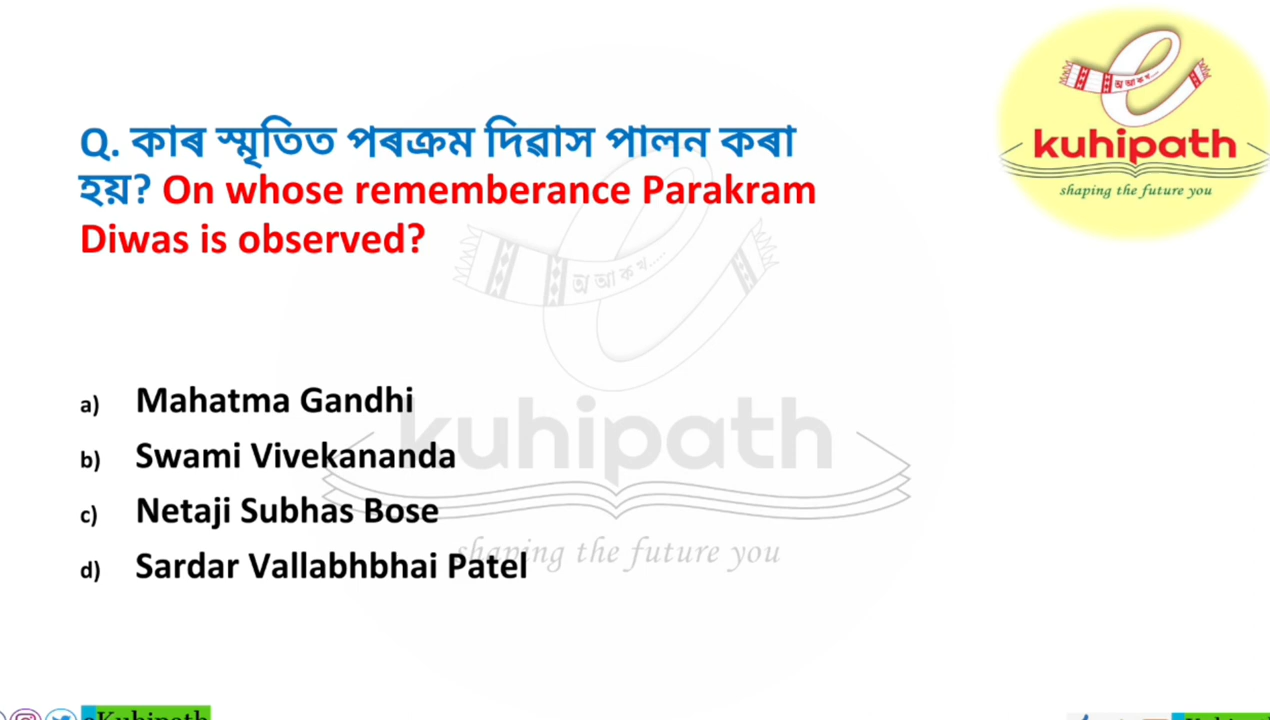 Q. কাৰ স্মৃতিত পৰক্ৰম দিৱাস পালন কৰা
হয়? On whose rememberance Parakram
Diwas is observed?
a) Mahatma Gandhi
b) Swami Vivekananda
c) Netaji Subhas Bose
d) Sardar Vallabhbhai Patel
অ আ ক খ....
kuhipath
shaping the future you
অ আ ক খ.....
kuhipath
shaping the future you
eKuhipath